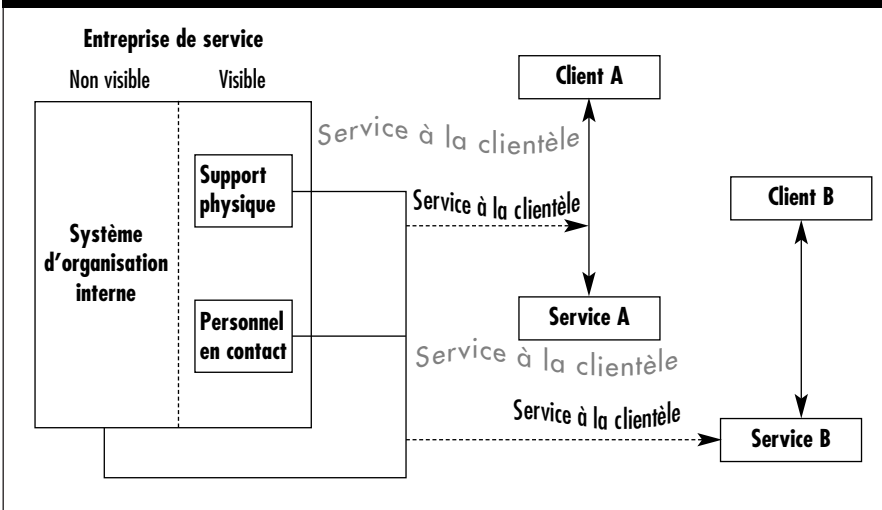 Entreprise de service
Non visible
Visible
Client A
Service à la clientèle
Support
physique
Service à la clientèle
Client B
Système
d'organisation
interne
Personnel
en contact
Service A
Service à la clientèle
Service à la clientèle
Service B